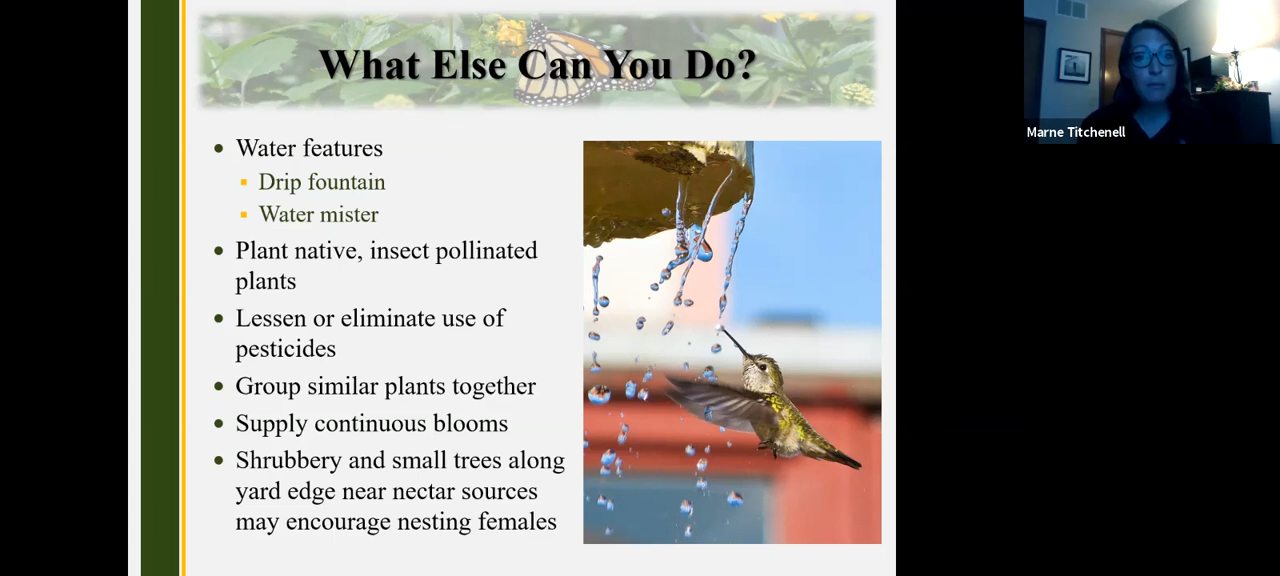 What Else Can You Do?
Water features
Drip fountain
Water mister
Plant native, insect pollinated
plants
Lessen or eliminate use of
pesticides
Group similar plants together
Supply continuous blooms
Shrubbery and small trees along
yard edge near nectar sources
may encourage nesting females
Marne Titchenell